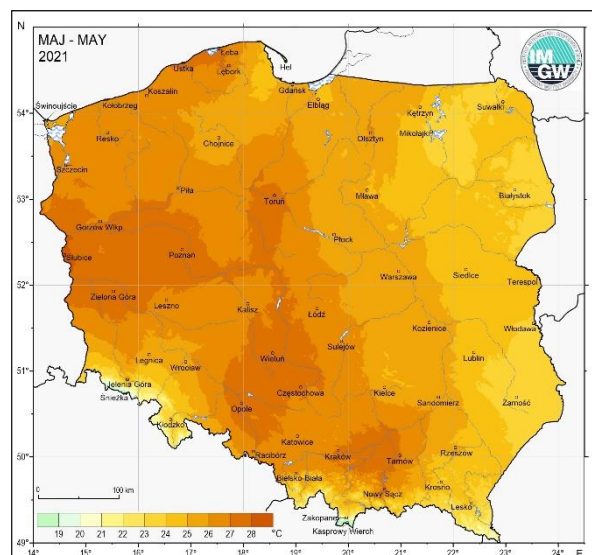 N
MAJ - MAY
2021
IM
GW
Łeba
Ustka
Lębork
Hel
Koszalin
Gdańsk
Świnoujście
Kołobrzeg
Elbląg
Kętrzyn
Suwałki
54°
Resko
Chojnice
Olsztyn
Mikołajki
Szczecin
Piła
Toruń
Mława
Białystok
53°
Gorzów Wlkp
Płock
Słubice
Poznań
Warszawa
Siedlce
Terespol
52°
Zielona Góra
Leszno
Kalisz
Łódź
Kozienice
Włodawa
Sulejów
Legnica
Wrocław
Wieluń
Lublin
51°
Jelenia Góra
Śnieżka
Opole
Częstochowa
Kielce
Sandomierz
Zamość
Kłodzko
Katowice
50°
Racibórz
Kraków
Tarnów
Rzeszów
Bielsko-Biała
Nowy Sącz
Krosno
Lesko
0 100 km
Zakopane
Kasprowy Wierch
19 20 21 22 23 24 25 26 27 28 °C
49°
14° 15° 16° 17° 18° 19° 20° 21° 22° 23° E